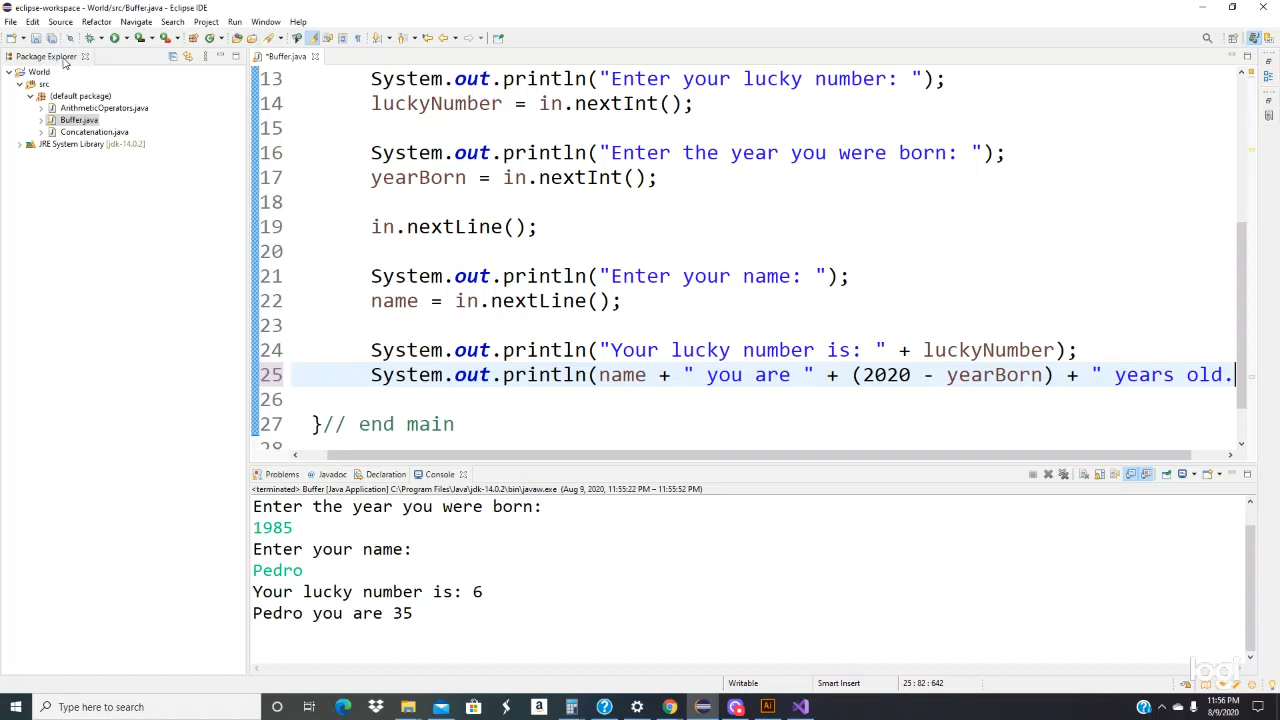 eclipse-workspace - World/src/Buffer.java - Eclipse IDE
File Edit Source Refactor Navigate Search Project Run Window Help
Package Explorer
*Buffer.java
World
src
(default package)
ArithmeticOperators.java
Buffer.java
Concatenation.java
JRE System Library [jdk-14.0.2]
13 System.out.println("Enter your lucky number: ");
14 luckyNumber = in.nextInt();
15
16 System.out.println("Enter the year you were born: ");
17 yearBorn = in.nextInt();
18
19 in.nextLine();
20
21 System.out.println("Enter your name: ");
22 name = in.nextLine();
23
24 System.out.println("Your lucky number is: " + luckyNumber);
25 System.out.println(name + " you are " + (2020 - yearBorn) + " years old.
26
27 }// end main
28
Problems Javadoc Declaration Console
<terminated> Buffer [Java Application] C:\Program Files\Java\jdk-14.0.2\bin\javaw.exe (Aug 9, 2020, 11:55:22 PM – 11:55:52 PM)
Enter the year you were born:
1985
Enter your name:
Pedro
Your lucky number is: 6
Pedro you are 35
Writable Smart Insert 25 : 82 : 642
logi
Type here to search
11:56 PM
8/9/2020